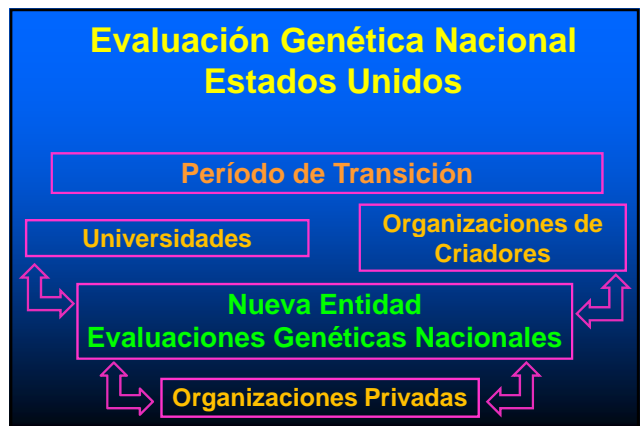 Evaluación Genética Nacional
Estados Unidos
Período de Transición
Universidades
Organizaciones de
Criadores
Nueva Entidad
Evaluaciones Genéticas Nacionales
Organizaciones Privadas